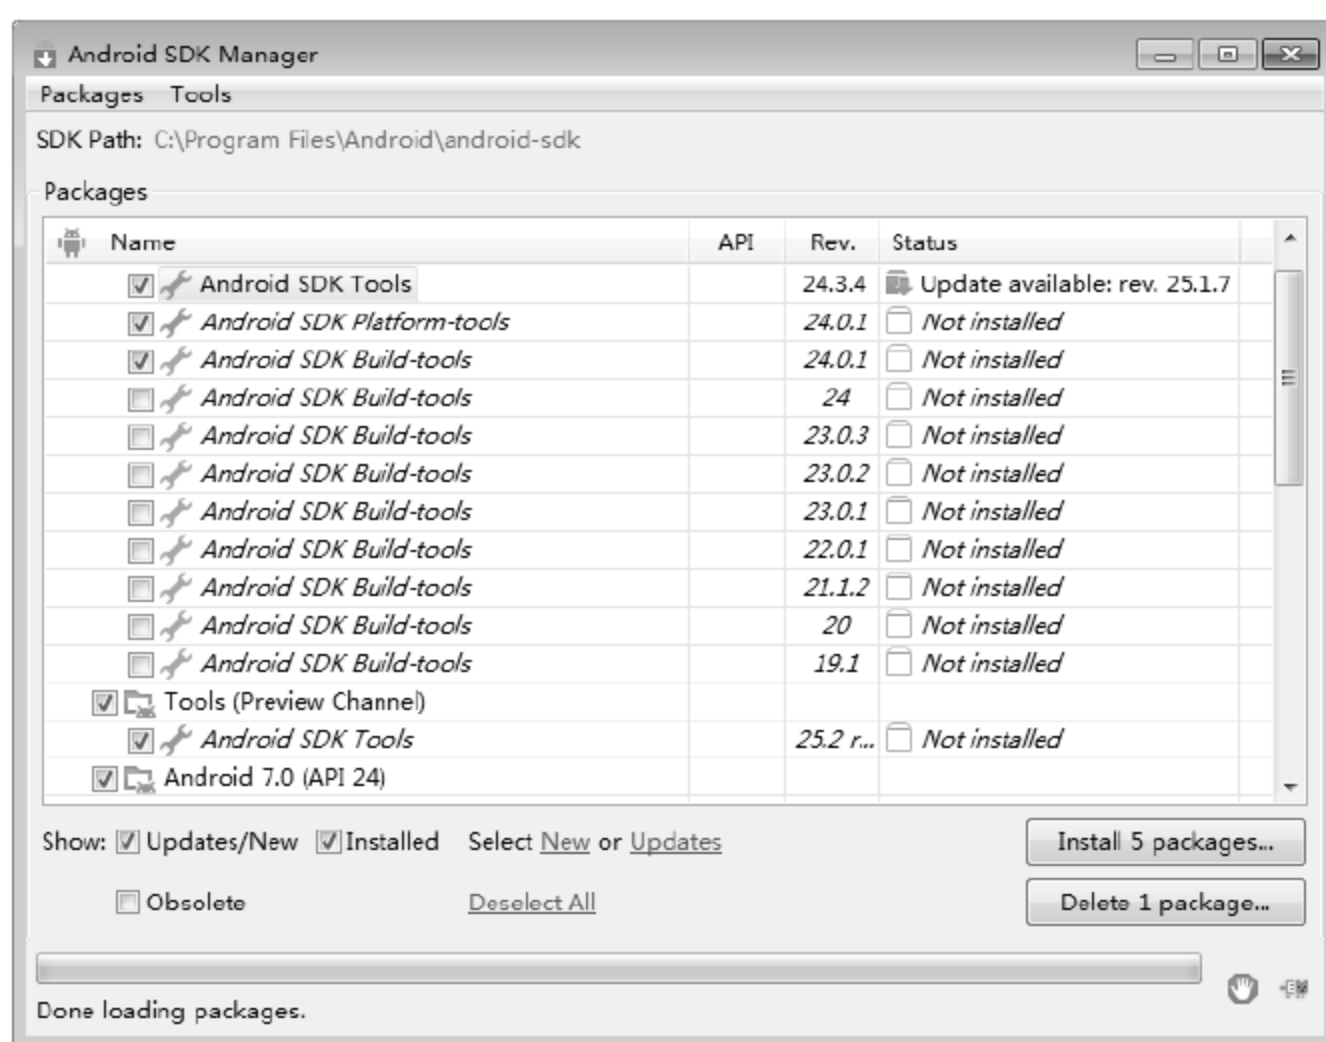 Android SDK Manager
Packages Tools
SDK Path: C:\Program Files\Android\android-sdk
Packages
Name API Rev. Status
Android SDK Tools 24.3.4 Update available: rev. 25.1.7
Android SDK Platform-tools 24.0.1 Not installed
Android SDK Build-tools 24.0.1 Not installed
Android SDK Build-tools 24 Not installed
Android SDK Build-tools 23.0.3 Not installed
Android SDK Build-tools 23.0.2 Not installed
Android SDK Build-tools 23.0.1 Not installed
Android SDK Build-tools 22.0.1 Not installed
Android SDK Build-tools 21.1.2 Not installed
Android SDK Build-tools 20 Not installed
Android SDK Build-tools 19.1 Not installed
Tools (Preview Channel)
Android SDK Tools 25.2 r... Not installed
Android 7.0 (API 24)
Show: Updates/New Installed Select New or Updates Install 5 packages...
Obsolete Deselect All Delete 1 package...
Done loading packages.